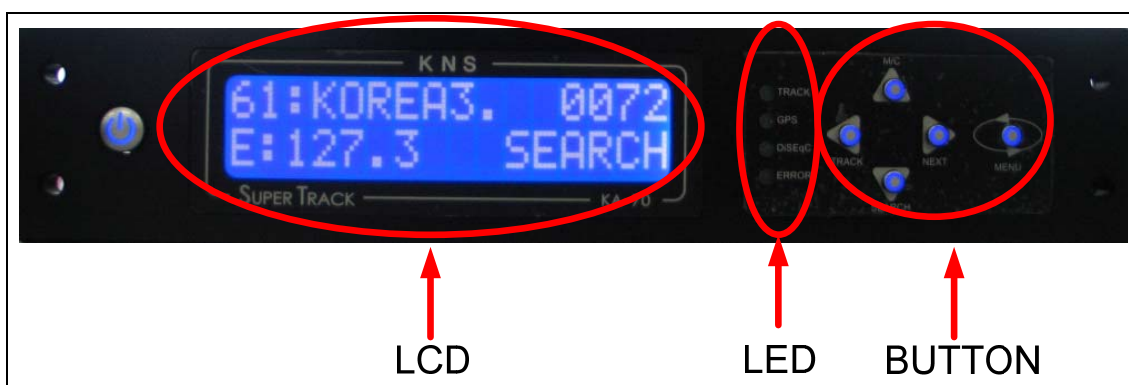 KNS
61:KOREA3. 0072
E:127.3 SEARCH
SUPER TRACK
TRACK
GPS
DiSEqC
ERROR
M/C
TRACK
NEXT
MENU
SEARCH
LCD
LED
BUTTON